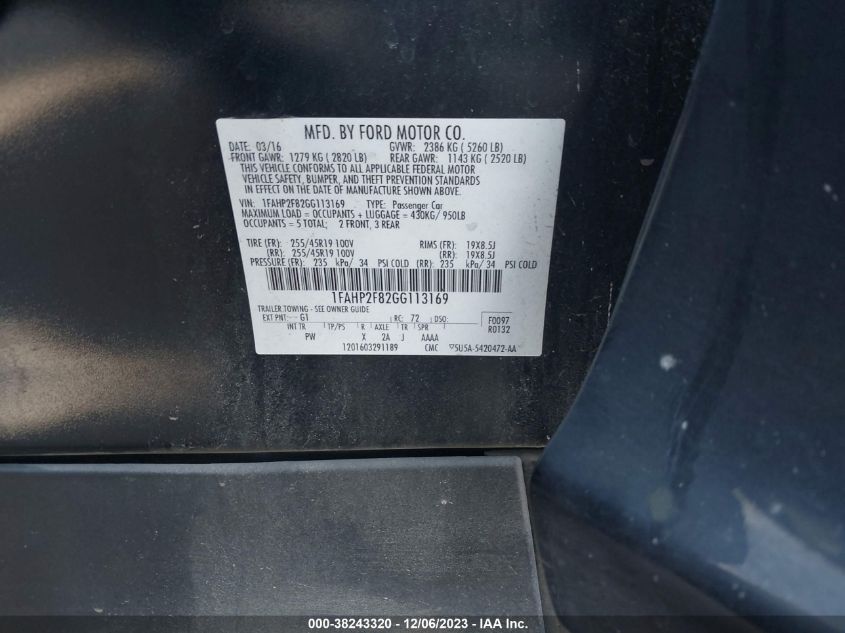 MFD. BY FORD MOTOR CO.
DATE: 03/16 GVWR: 2386 KG ( 5260 LB)
FRONT GAWR: 1279 KG ( 2820 LB) REAR GAWR: 1143 KG ( 2520 LB)
THIS VEHICLE CONFORMS TO ALL APPLICABLE FEDERAL MOTOR
VEHICLE SAFETY, BUMPER, AND THEFT PREVENTION STANDARDS
IN EFFECT ON THE DATE OF MANUFACTURE SHOWN ABOVE.
VIN: 1FAHP2F82GG113169 TYPE: Passenger Car
MAXIMUM LOAD = OCCUPANTS + LUGGAGE = 430KG/ 950LB
OCCUPANTS = 5 TOTAL; 2 FRONT, 3 REAR
TIRE (FR): 255/45R19 100V RIMS (FR): 19X8.5J
(RR): 255/45R19 100V (RR): 19X8.5J
PRESSURE (FR): 235 kPa/ 34 PSI COLD (RR): 235 kPa/ 34 PSI COLD
1FAHP2F82GG113169
TRAILER TOWING - SEE OWNER GUIDE
EXT PNT: G1 RC: 72 DSO: F0097
R0132
INT TR TP/PS R AXLE TR SPR
PW X 2A J AAAA
1201603291189 CMC ▽5U5A-5420472-AA
000-38243320 - 12/06/2023 - IAA Inc.